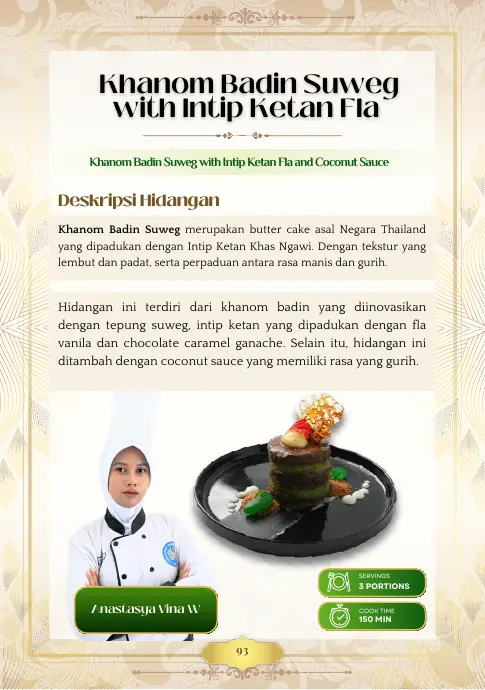 Khanom Badin Suweg
with Intip Ketan Fla
Khanom Badin Suweg with Intip Ketan Fla and Coconut Sauce
Deskripsi Hidangan
Khanom Badin Suweg merupakan butter cake asal Negara Thailand
yang dipadukan dengan Intip Ketan Khas Ngawi. Dengan tekstur yang
lembut dan padat, serta perpaduan antara rasa manis dan gurih.
Hidangan ini terdiri dari khanom badin yang diinovasikan
dengan tepung suweg, intip ketan yang dipadukan dengan fla
vanila dan chocolate caramel ganache. Selain itu, hidangan ini
ditambah dengan coconut sauce yang memiliki rasa yang gurih.
Anastasya Vina W
SERVINGS
3 PORTIONS
COOK TIME
150 MIN
93